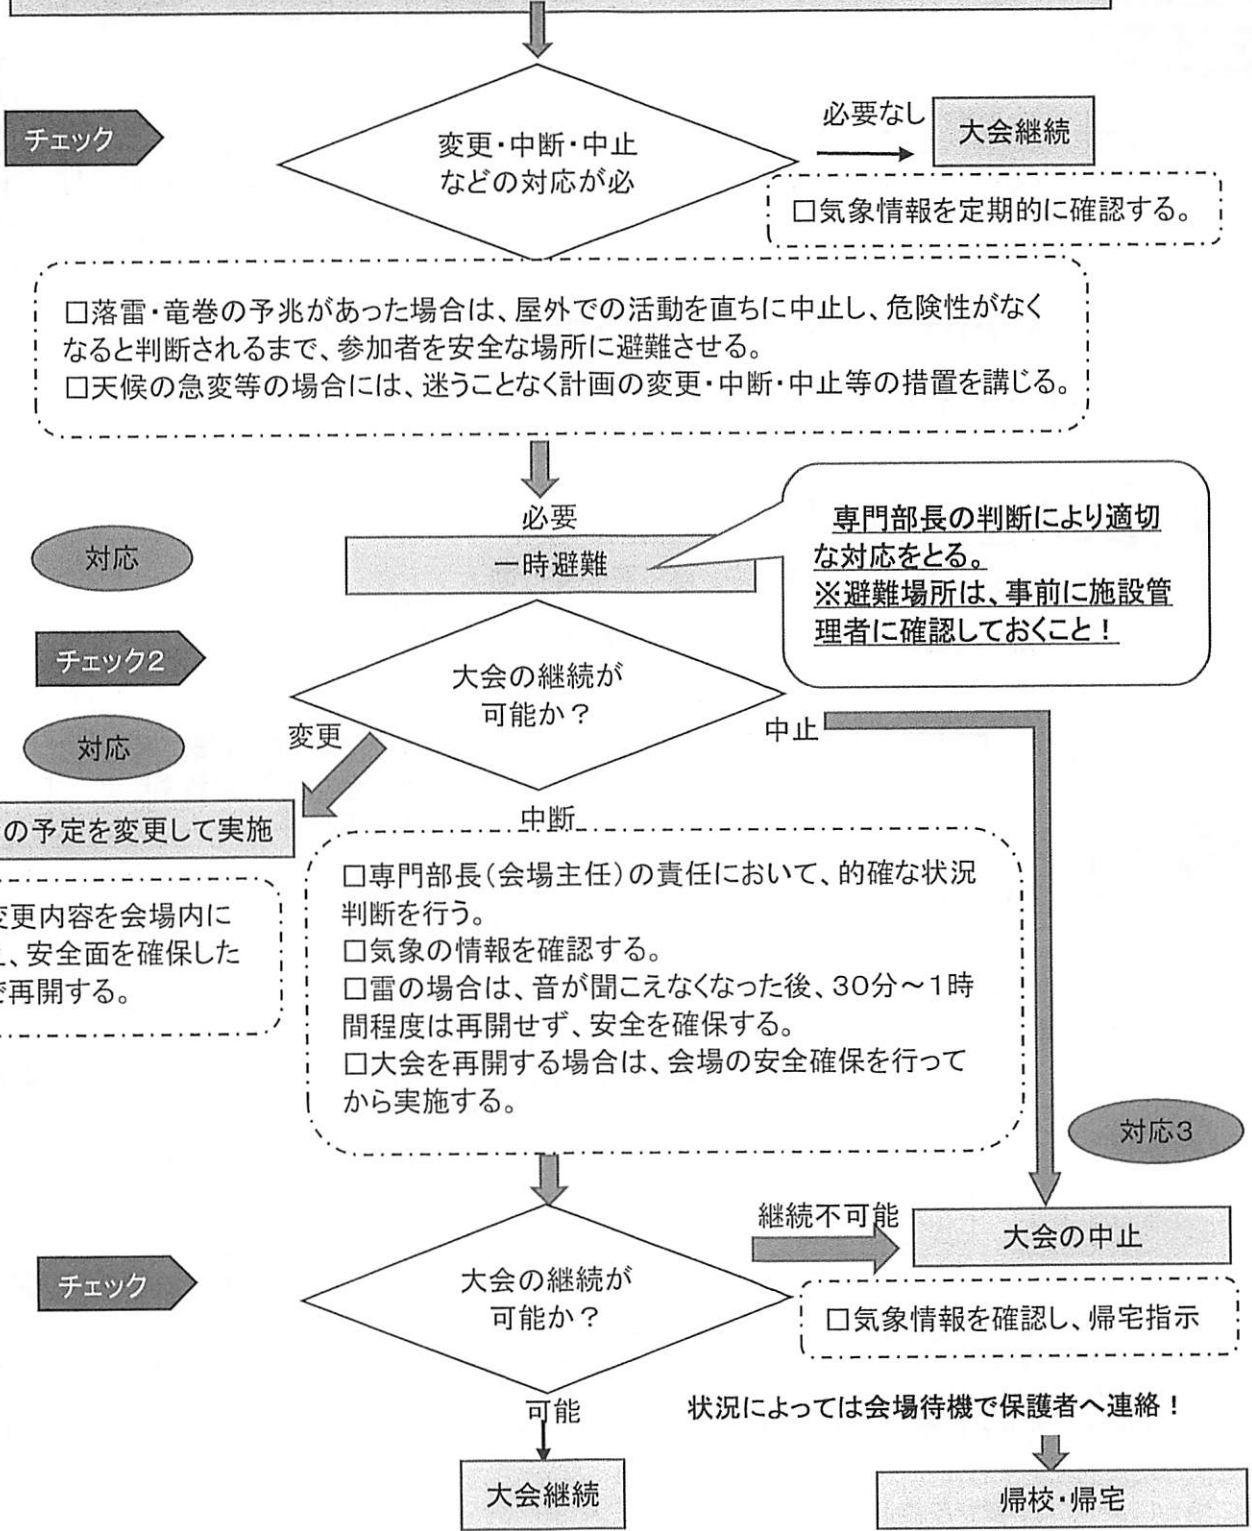 チェック
変更・中断・中止
などの対応が必
必要なし
大会継続
□気象情報を定期的に確認する。
□落雷・竜巻の予兆があった場合は、屋外での活動を直ちに中止し、危険性がなく
なると判断されるまで、参加者を安全な場所に避難させる。
□天候の急変等の場合には、迷うことなく計画の変更・中断・中止等の措置を講じる。
必要
対応
一時避難
専門部長の判断により適切
な対応をとる。
※避難場所は、事前に施設管
理者に確認しておくこと！
チェック2
大会の継続が
可能か？
対応
変更
中止
中断
の予定を変更して実施
変更内容を会場内に
、安全面を確保した
再開する。
□専門部長（会場主任）の責任において、的確な状況
判断を行う。
□気象の情報を確認する。
□雷の場合は、音が聞こえなくなった後、30分～1時
間程度は再開せず、安全を確保する。
□大会を再開する場合は、会場の安全確保を行って
から実施する。
対応3
継続不可能
大会の中止
チェック
大会の継続が
可能か？
□気象情報を確認し、帰宅指示
可能
状況によっては会場待機で保護者へ連絡！
大会継続
帰校・帰宅